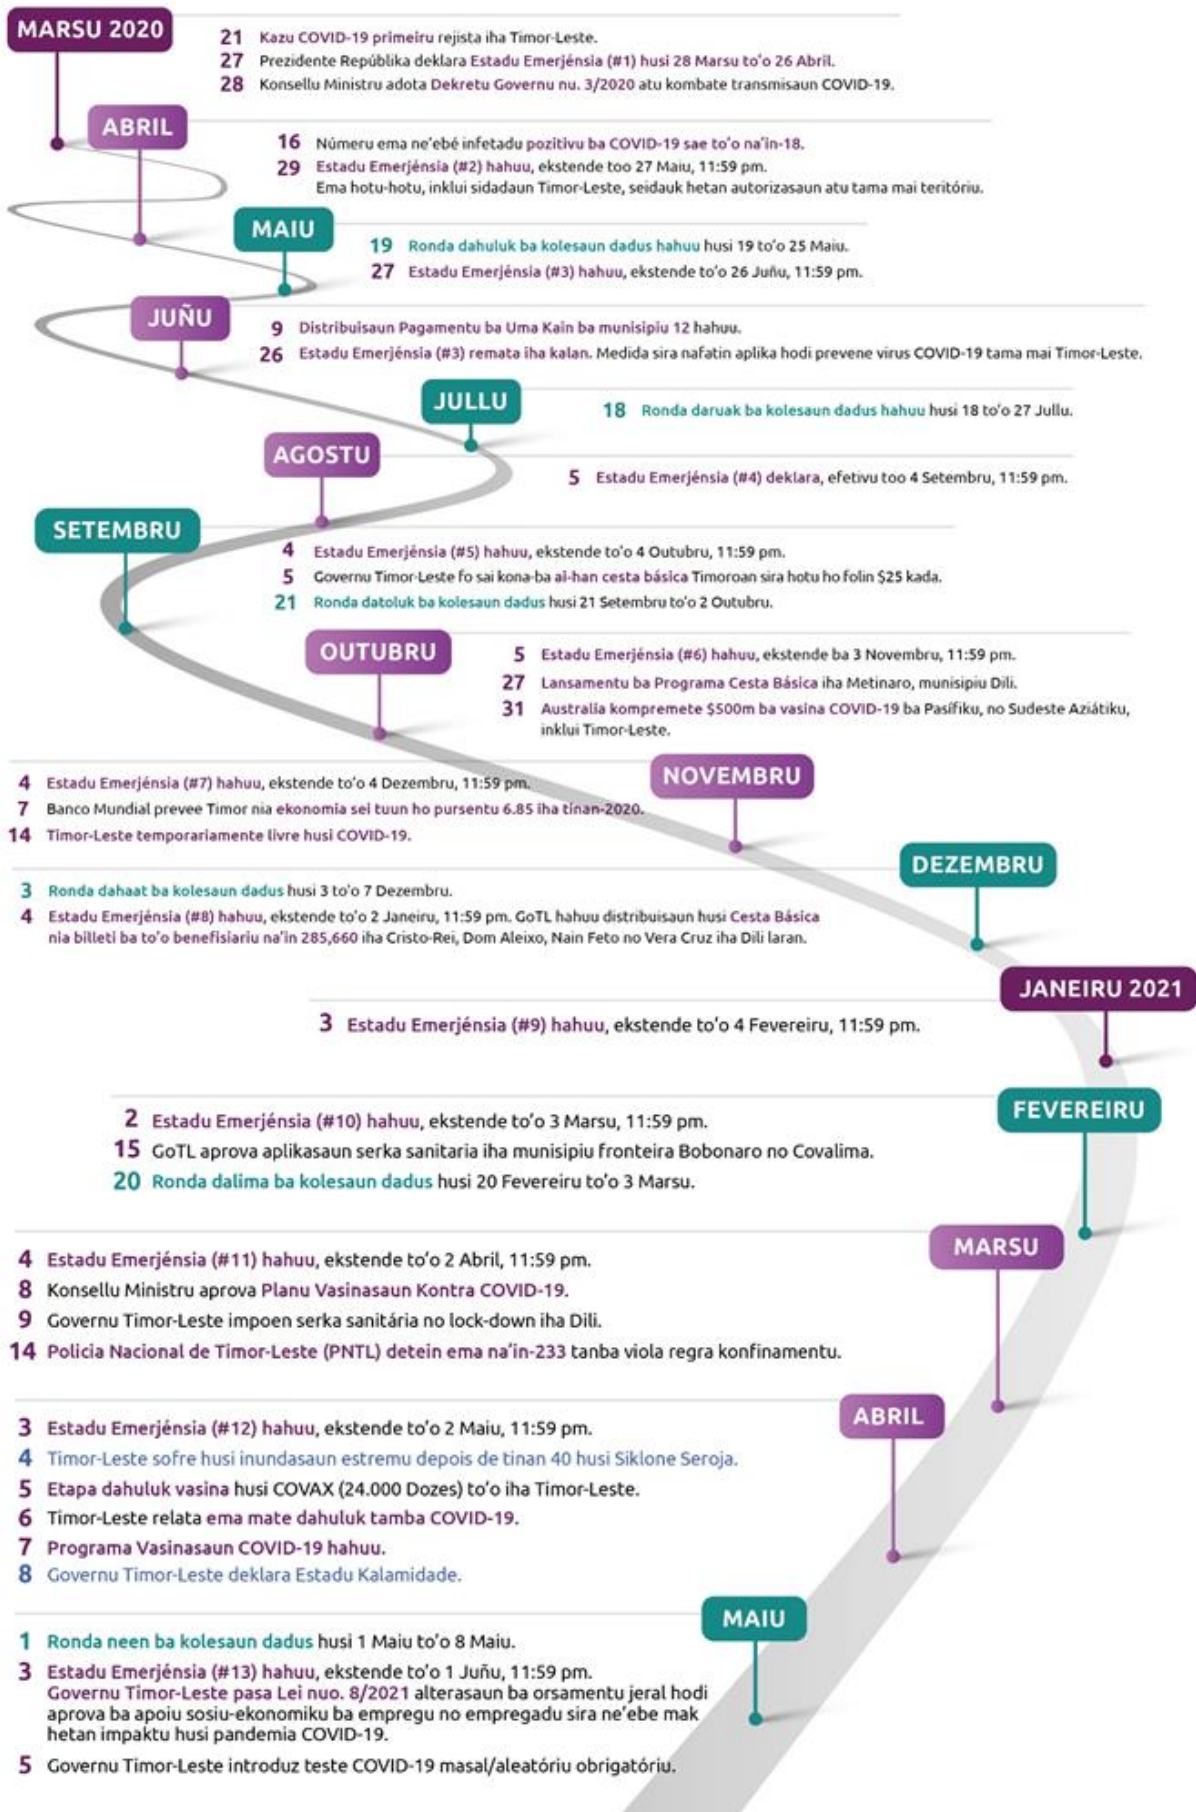 MARSU 2020
21 Kazu COVID-19 primeiru rejista iha Timor-Leste.
27 Prezidente Repúblika deklara Estadu Emerjénsia (#1) husi 28 Marsu to'o 26 Abril.
28 Konsellu Ministru adota Dekretu Governu nu. 3/2020 atu kombate transmisaun COVID-19.
ABRIL
16 Númeru ema ne'ebé infetadu pozitivu ba COVID-19 sae to'o na'in-18.
29 Estadu Emerjénsia (#2) hahuu, ekstende too 27 Maiu, 11:59 pm.
Ema hotu-hotu, inklui sidadaun Timor-Leste, seidauk hetan autorizasaun atu tama mai teritóriu.
MAIU
19 Ronda dahuluk ba kolesaun dadus hahuu husi 19 to'o 25 Maiu.
27 Estadu Emerjénsia (#3) hahuu, ekstende to'o 26 Juñu, 11:59 pm.
JUÑU
9 Distribuisaun Pagamentu ba Uma Kain ba munisipiu 12 hahuu.
26 Estadu Emerjénsia (#3) remata iha kalan. Medida sira nafatin aplika hodi prevene virus COVID-19 tama mai Timor-Leste.
JULLU
18 Ronda daruak ba kolesaun dadus hahuu husi 18 to'o 27 Jullu.
AGOSTU
5 Estadu Emerjénsia (#4) deklara, efetivu too 4 Setembru, 11:59 pm.
SETEMBRU
4 Estadu Emerjénsia (#5) hahuu, ekstende to'o 4 Outubru, 11:59 pm.
5 Governu Timor-Leste fo sai kona-ba ai-han cesta básica Timoroan sira hotu ho folin $25 kada.
21 Ronda datoluk ba kolesaun dadus husi 21 Setembru to'o 2 Outubru.
OUTUBRU
5 Estadu Emerjénsia (#6) hahuu, ekstende ba 3 Novembru, 11:59 pm.
27 Lansamentu ba Programa Cesta Básica iha Metinaro, munisipiu Dili.
31 Australia kompremete $500m ba vasina COVID-19 ba Pasífiku, no Sudeste Aziátiku,
inklui Timor-Leste.
NOVEMBRU
4 Estadu Emerjénsia (#7) hahuu, ekstende to'o 4 Dezembru, 11:59 pm.
7 Banco Mundial prevee Timor nia ekonomia sei tuun ho pursentu 6.85 iha tinan-2020.
14 Timor-Leste temporariamente livre husi COVID-19.
DEZEMBRU
3 Ronda dahaat ba kolesaun dadus husi 3 to'o 7 Dezembru.
4 Estadu Emerjénsia (#8) hahuu, ekstende to'o 2 Janeiru, 11:59 pm. GoTL hahuu distribuisaun husi Cesta Básica
nia billeti ba to'o benefisiariu na'in 285,660 iha Cristo-Rei, Dom Aleixo, Nain Feto no Vera Cruz iha Dili laran.
JANEIRU 2021
3 Estadu Emerjénsia (#9) hahuu, ekstende to'o 4 Fevereiru, 11:59 pm.
FEVEREIRU
2 Estadu Emerjénsia (#10) hahuu, ekstende to'o 3 Marsu, 11:59 pm.
15 GoTL aprova aplikasaun serka sanitaria iha munisipiu fronteira Bobonaro no Covalima.
20 Ronda dalima ba kolesaun dadus husi 20 Fevereiru to'o 3 Marsu.
MARSU
4 Estadu Emerjénsia (#11) hahuu, ekstende to'o 2 Abril, 11:59 pm.
8 Konsellu Ministru aprova Planu Vasinasaun Kontra COVID-19.
9 Governu Timor-Leste impoen serka sanitária no lock-down iha Dili.
14 Policia Nacional de Timor-Leste (PNTL) detein ema na'in-233 tanba viola regra konfinamentu.
ABRIL
3 Estadu Emerjénsia (#12) hahuu, ekstende to'o 2 Maiu, 11:59 pm.
4 Timor-Leste sofre husi inundasaun estremu depois de tinan 40 husi Siklone Seroja.
5 Etapa dahuluk vasina husi COVAX (24.000 Dozes) to'o iha Timor-Leste.
6 Timor-Leste relata ema mate dahuluk tamba COVID-19.
7 Programa Vasinasaun COVID-19 hahuu.
8 Governu Timor-Leste deklara Estadu Kalamidade.
MAIU
1 Ronda neen ba kolesaun dadus husi 1 Maiu to'o 8 Maiu.
3 Estadu Emerjénsia (#13) hahuu, ekstende to'o 1 Juñu, 11:59 pm.
Governu Timor-Leste pasa Lei nuo. 8/2021 alterasaun ba orsamentu jeral hodi
aprova ba apoiu sosiu-ekonomiku ba empregu no empregadu sira ne'ebe mak
hetan impaktu husi pandemia COVID-19.
5 Governu Timor-Leste introduz teste COVID-19 masal/aleatóriu obrigatóriu.